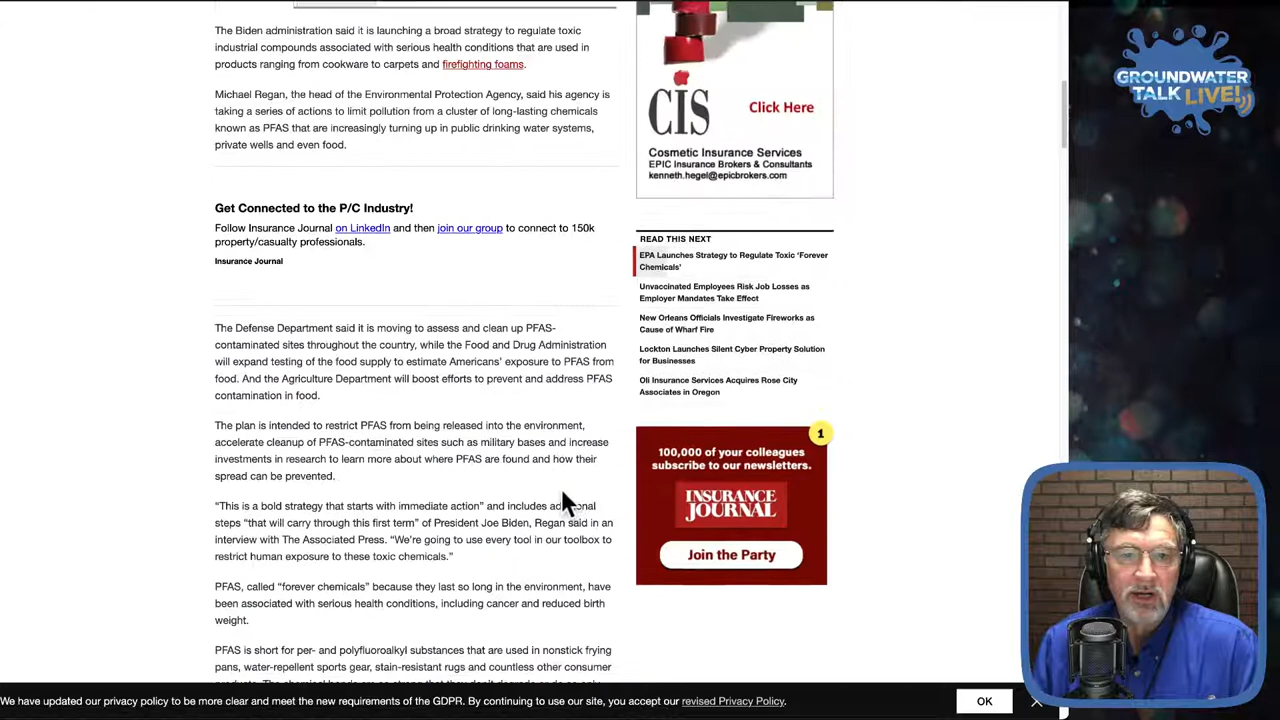 The Biden administration said it is launching a broad strategy to regulate toxic
industrial compounds associated with serious health conditions that are used in
products ranging from cookware to carpets and firefighting foams.
Michael Regan, the head of the Environmental Protection Agency, said his agency is
taking a series of actions to limit pollution from a cluster of long-lasting chemicals
known as PFAS that are increasingly turning up in public drinking water systems,
private wells and even food.
Get Connected to the P/C Industry!
Follow Insurance Journal on LinkedIn and then join our group to connect to 150k
property/casualty professionals.
Insurance Journal
The Defense Department said it is moving to assess and clean up PFAS-
contaminated sites throughout the country, while the Food and Drug Administration
will expand testing of the food supply to estimate Americans' exposure to PFAS from
food. And the Agriculture Department will boost efforts to prevent and address PFAS
contamination in food.
The plan is intended to restrict PFAS from being released into the environment,
accelerate cleanup of PFAS-contaminated sites such as military bases and increase
investments in research to learn more about where PFAS are found and how their
spread can be prevented.
“This is a bold strategy that starts with immediate action” and includes
steps “that will carry through this first term” of President Joe Biden, Regan said in an
interview with The Associated Press. “We're going to use every tool in our toolbox to
restrict human exposure to these toxic chemicals.”
PFAS, called “forever chemicals” because they last so long in the environment, have
been associated with serious health conditions, including cancer and reduced birth
weight.
PFAS is short for per- and polyfluoroalkyl substances that are used in nonstick frying
pans, water-repellent sports gear, stain-resistant rugs and countless other consumer
CIS
Click Here
Cosmetic Insurance Services
EPIC Insurance Brokers & Consultants
kenneth.hegel@epicbrokers.com
READ THIS NEXT
EPA Launches Strategy to Regulate Toxic ‘Forever
Chemicals’
Unvaccinated Employees Risk Job Losses as
Employer Mandates Take Effect
New Orleans Officials Investigate Fireworks as
Cause of Wharf Fire
Lockton Launches Silent Cyber Property Solution
for Businesses
Oli Insurance Services Acquires Rose City
Associates in Oregon
1
100,000 of your colleagues
subscribe to our newsletters.
INSURANCE
JOURNAL
Join the Party
GROUNDWATER
TALK LIVE!
We have updated our privacy policy to be more clear and meet the new requirements of the GDPR. By continuing to use our site, you accept our revised Privacy Policy.
OK